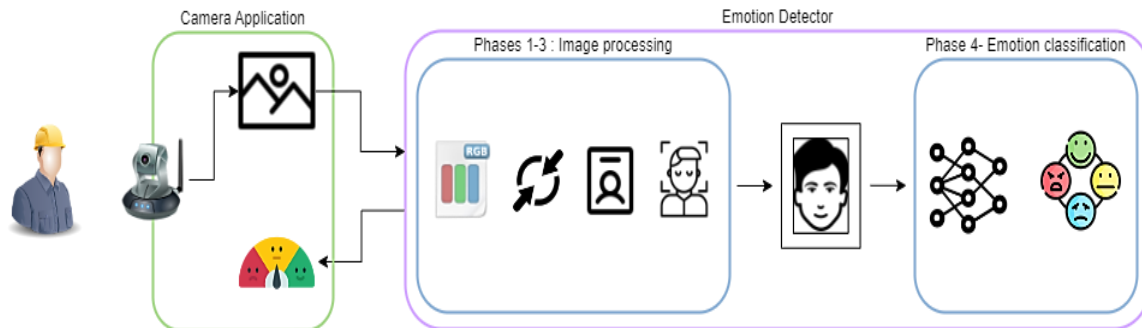 Camera Application
Emotion Detector
Phases 1-3 : Image processing
Phase 4- Emotion classification
RGB